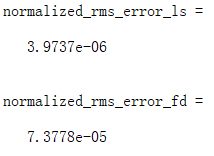 normalized_rms_error_ls =
3.9737e-06
normalized_rms_error_fd =
7.3778e-05